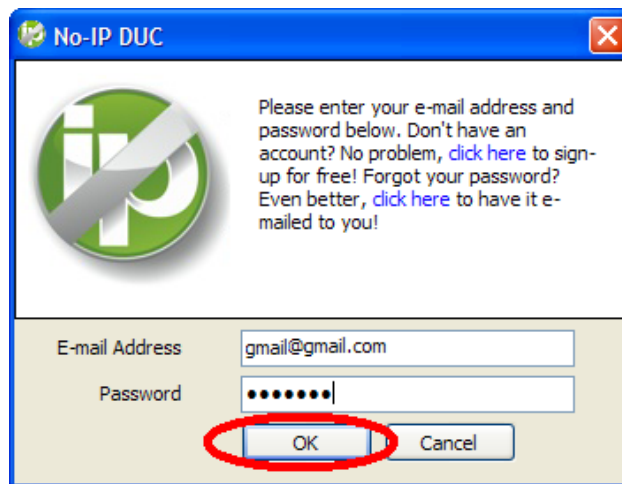 No-IP DUC
ip
Please enter your e-mail address and
password below. Don't have an
account? No problem, click here to sign-
up for free! Forgot your password?
Even better, click here to have it e-
mailed to you!
ip
E-mail Address
gmail@gmail.com
Password
•••••••
OK
Cancel